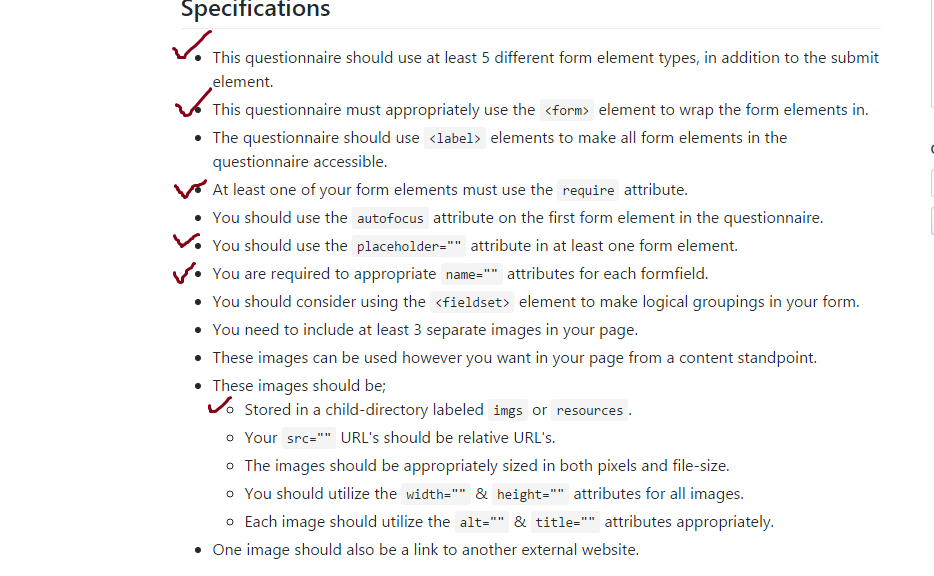 Specifications
This questionnaire should use at least 5 different form element types, in addition to the submit
element.
This questionnaire must appropriately use the <form> element to wrap the form elements in.
The questionnaire should use <label> elements to make all form elements in the
questionnaire accessible.
At least one of your form elements must use the require attribute.
You should use the autofocus attribute on the first form element in the questionnaire.
You should use the placeholder="" attribute in at least one form element.
You are required to appropriate name="" attributes for each formfield.
You should consider using the <fieldset> element to make logical groupings in your form.
You need to include at least 3 separate images in your page.
These images can be used however you want in your page from a content standpoint.
These images should be;
Stored in a child-directory labeled imgs or resources.
Your src="" URL's should be relative URL's.
The images should be appropriately sized in both pixels and file-size.
You should utilize the width="" & height="" attributes for all images.
Each image should utilize the alt="" & title="" attributes appropriately.
One image should also be a link to another external website.